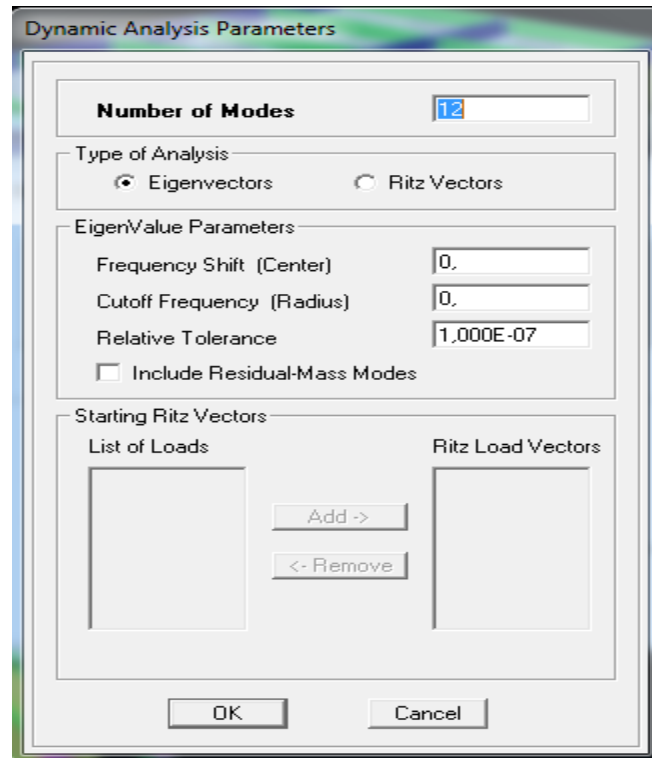 Dynamic Analysis Parameters
Number of Modes 12
Type of Analysis
Eigenvectors Ritz Vectors
EigenValue Parameters
Frequency Shift (Center) 0,
Cutoff Frequency (Radius) 0,
Relative Tolerance 1,000E-07
Include Residual-Mass Modes
Starting Ritz Vectors
List of Loads Ritz Load Vectors
Add ->
<- Remove
OK Cancel